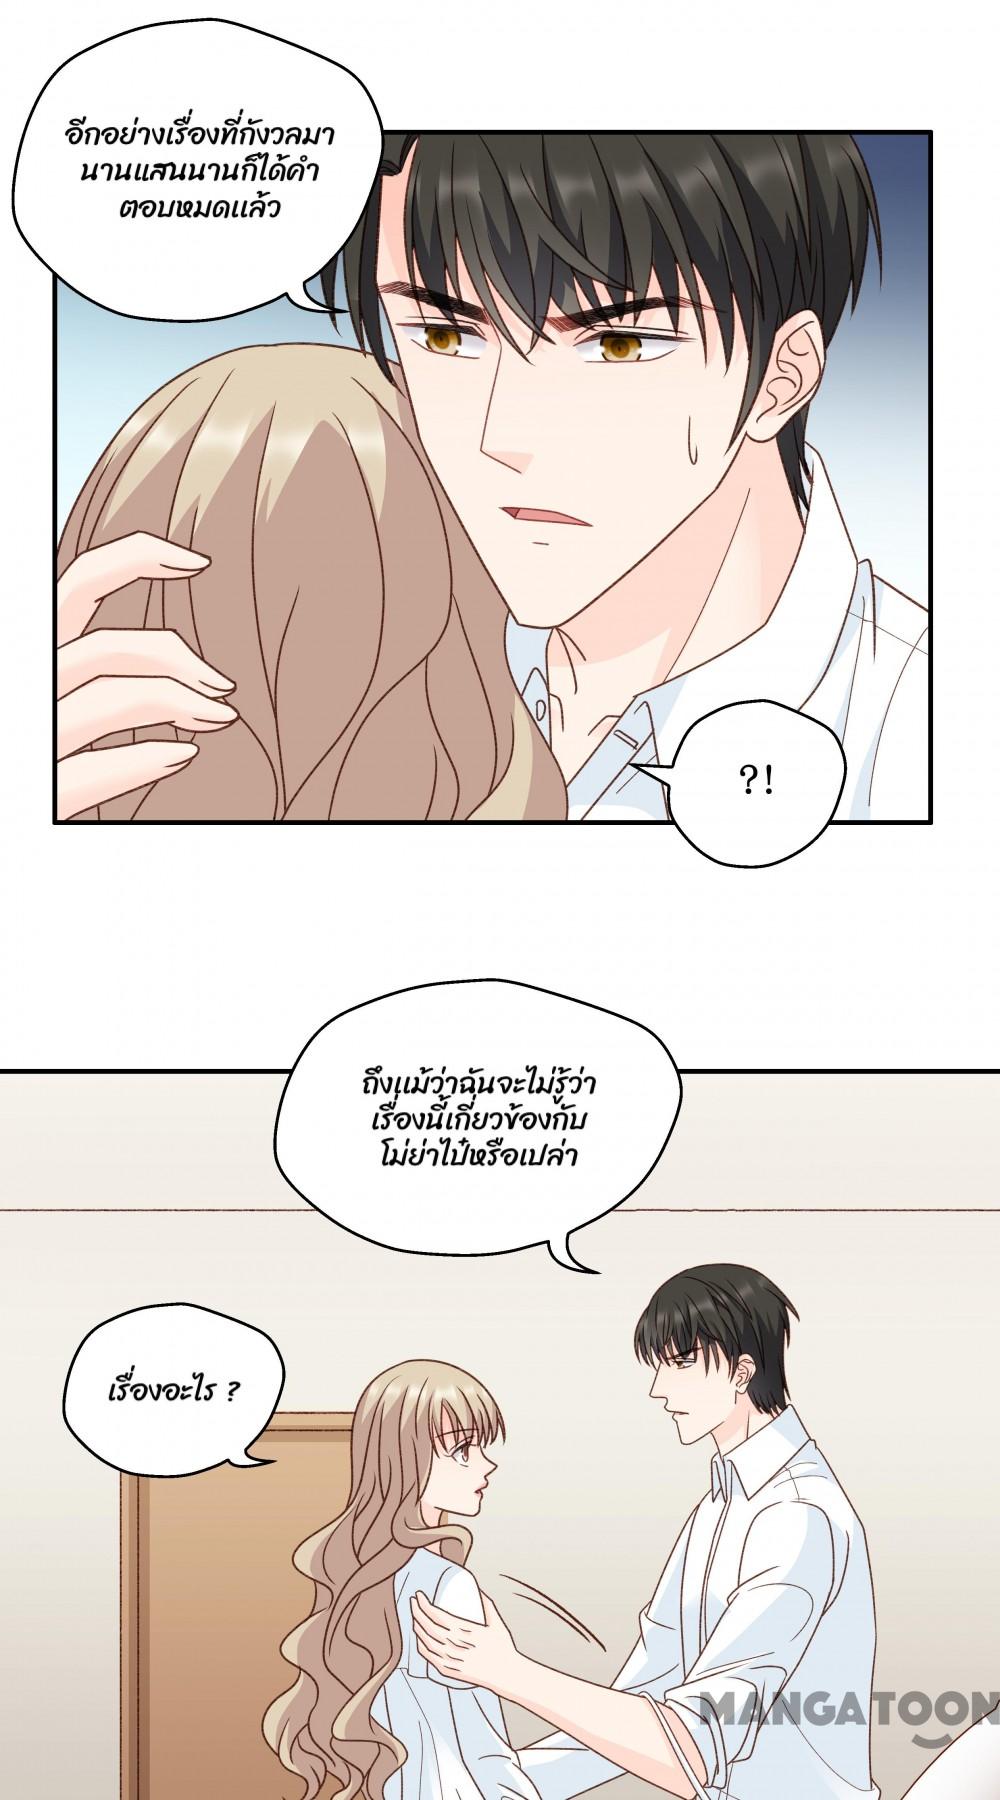 อีกอย่างเรื่องที่กังวลมา
นานแสนนานก็ได้คำ
ตอบหมดแล้ว
?!
ถึงแม้ว่าฉันจะไม่รู้ว่า
เรื่องนี้เกี่ยวข้องกับ
โม่ย่าไป๋หรือเปล่า
เรื่องอะไร ?
MANGATOON